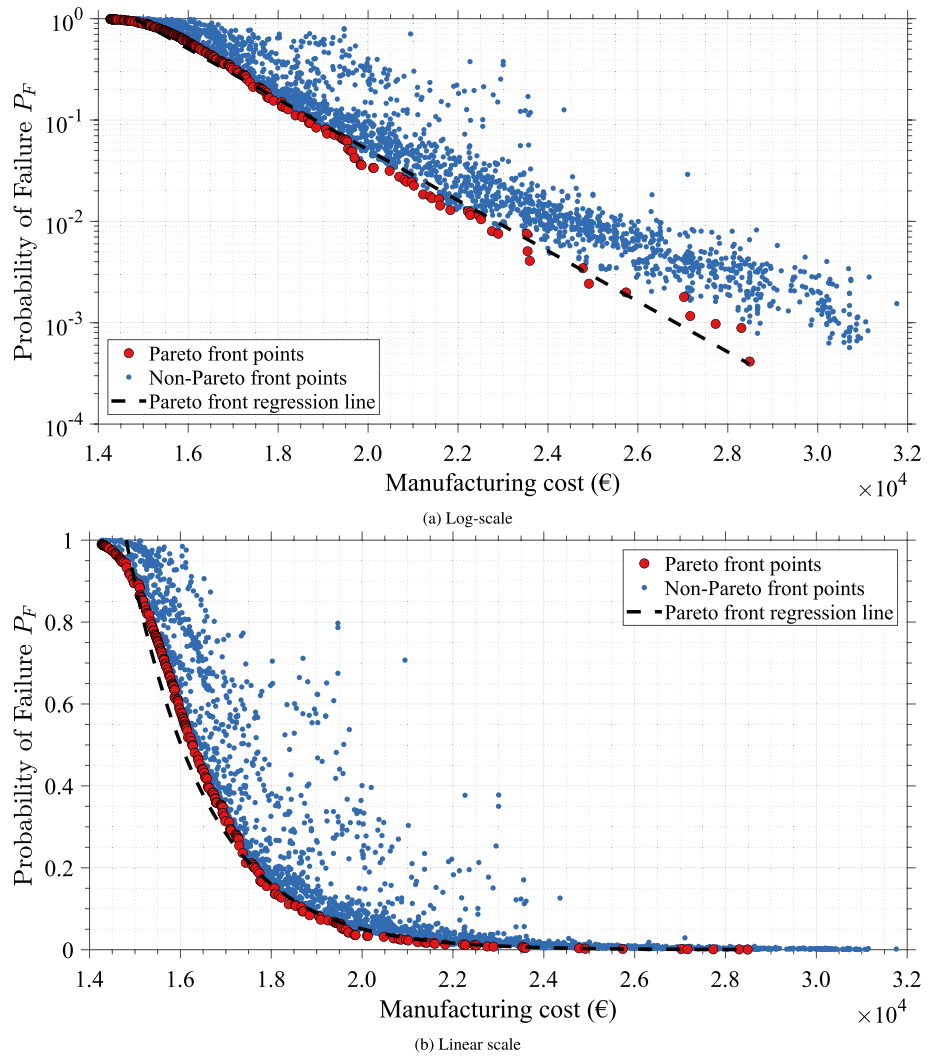 10^0
10^-1
10^-2
10^-3
10^-4
Probability of Failure P_F
Pareto front points
Non-Pareto front points
Pareto front regression line
1.4 1.6 1.8 2.0 2.2 2.4 2.6 2.8 3.0 3.2
Manufacturing cost (€)
×10^4
(a) Log-scale
1
0.8
0.6
0.4
0.2
0
Probability of Failure P_F
Pareto front points
Non-Pareto front points
Pareto front regression line
1.4 1.6 1.8 2.0 2.2 2.4 2.6 2.8 3.0 3.2
Manufacturing cost (€)
×10^4
(b) Linear scale